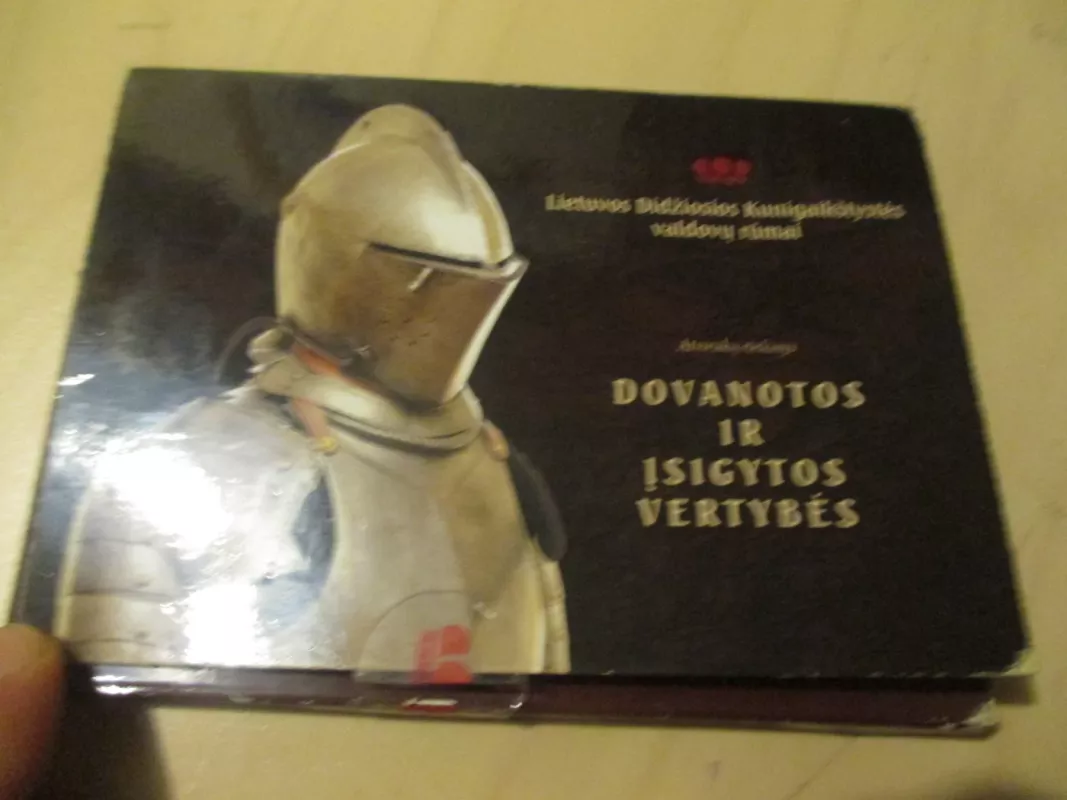 Lietuvos Didžiosios Kunigaikštystės
valdovų rūmai
DOVANOTOS
IR
ĮSIGYTOS
VERTYBĖS